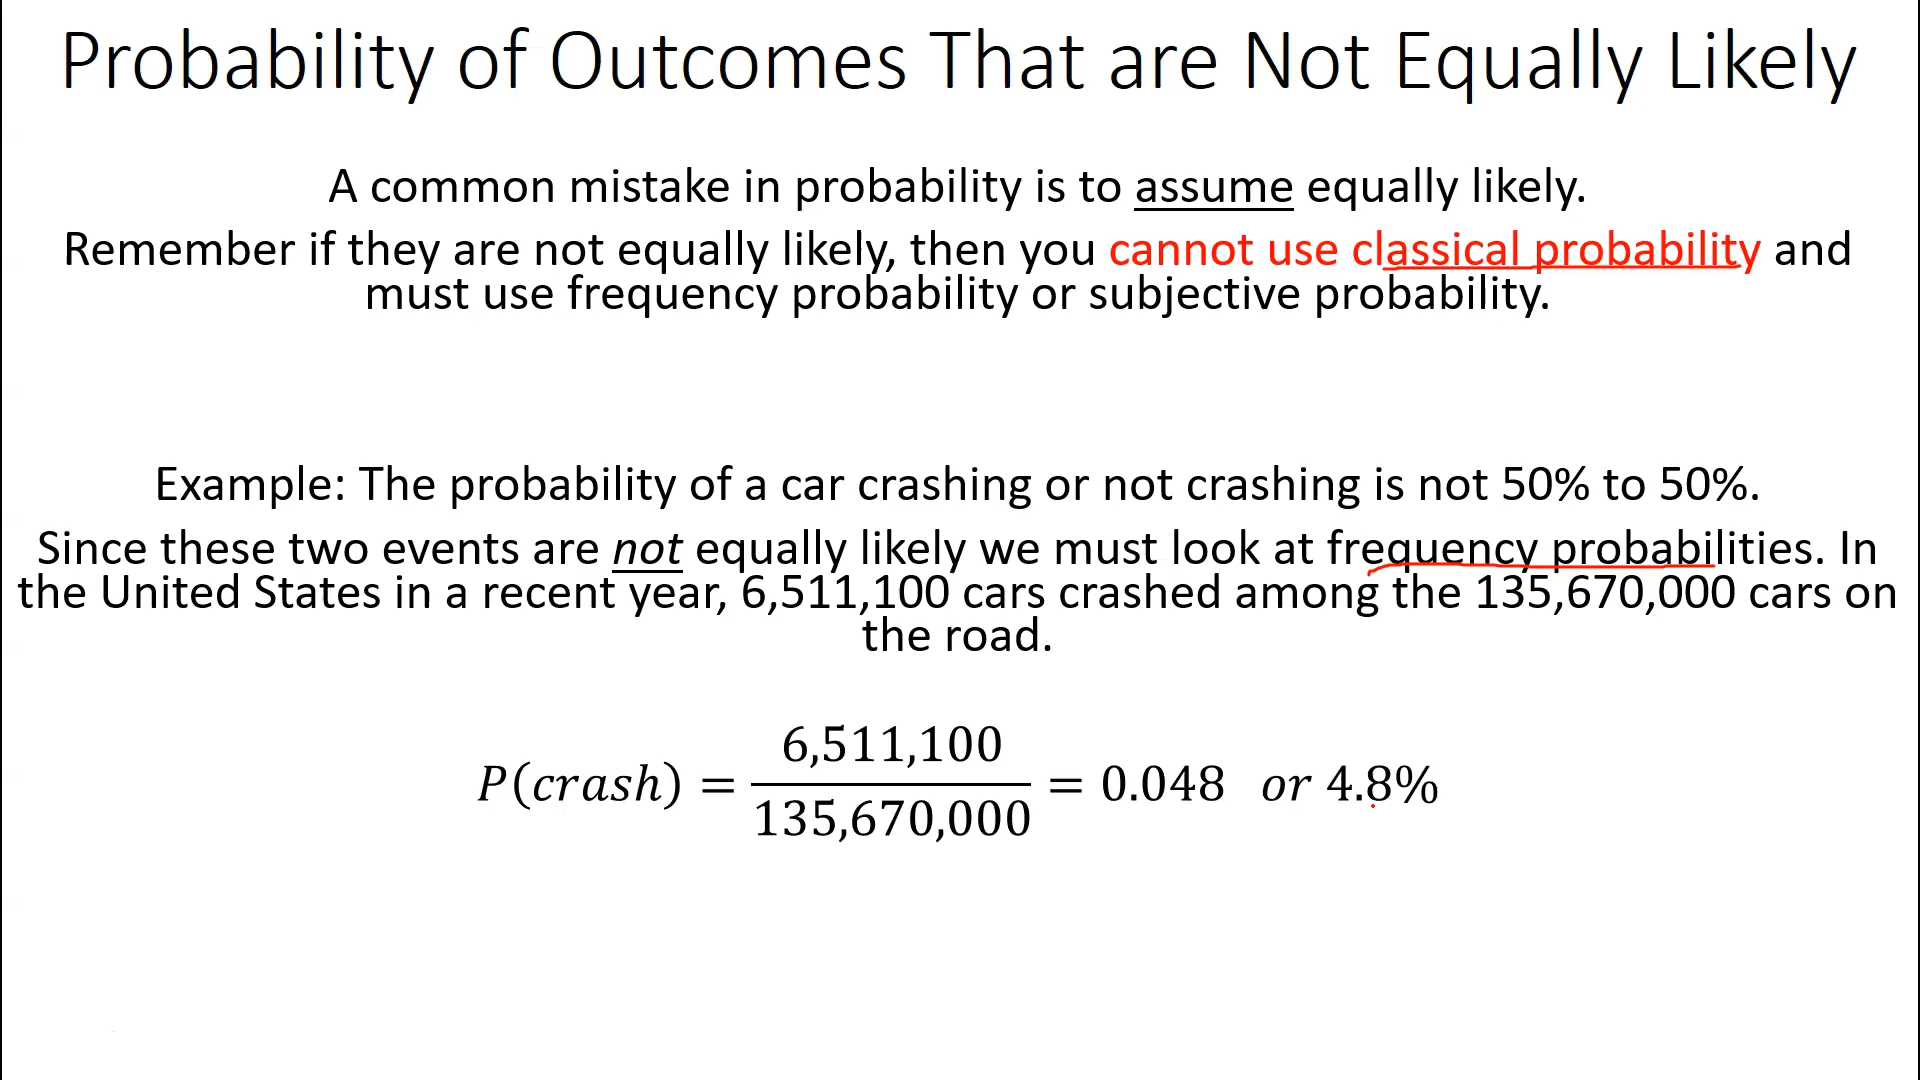 Probability of Outcomes That are Not Equally Likely
A common mistake in probability is to assume equally likely.
Remember if they are not equally likely, then you cannot use classical probability and
must use frequency probability or subjective probability.
Example: The probability of a car crashing or not crashing is not 50% to 50%.
Since these two events are not equally likely we must look at frequency probabilities. In
the United States in a recent year, 6,511,100 cars crashed among the 135,670,000 cars on
the road.
P(crash) = 6,511,100 / 135,670,000 = 0.048 or 4.8%